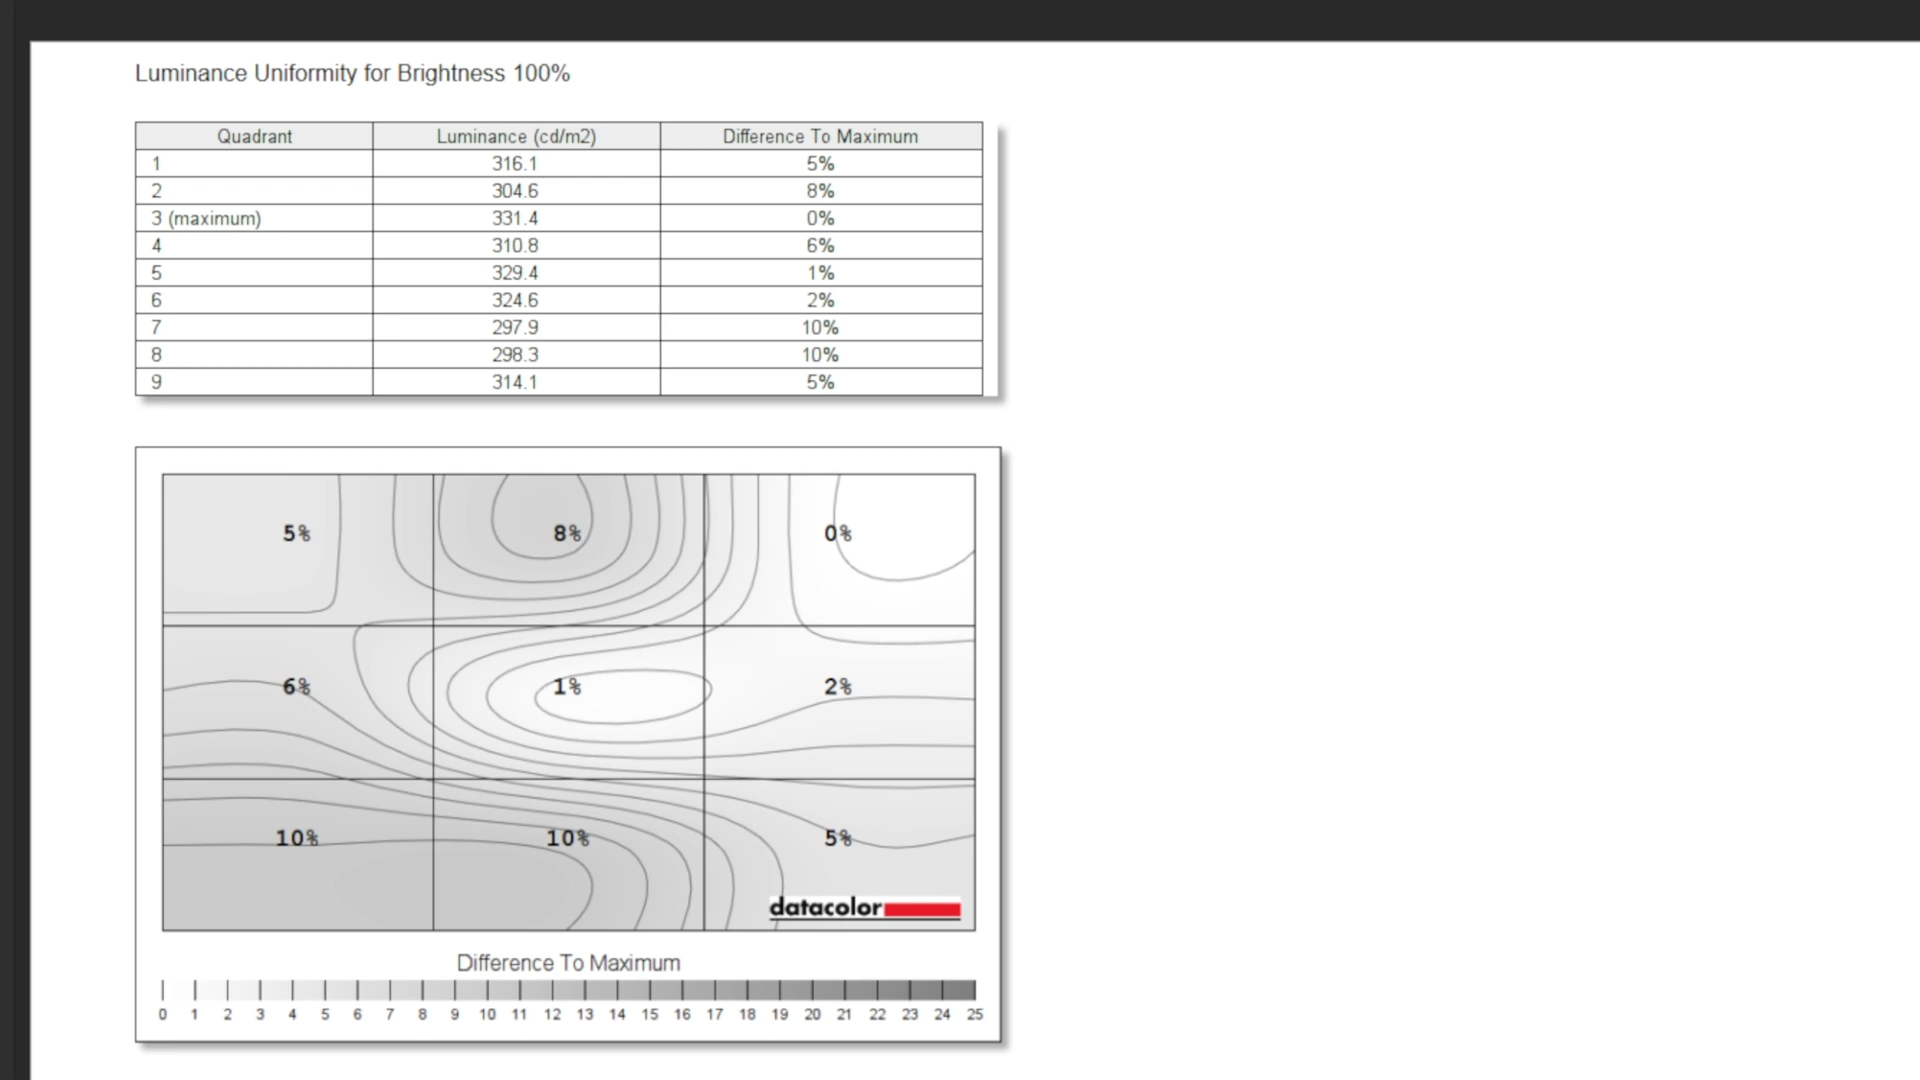 Luminance Uniformity for Brightness 100%
Quadrant Luminance (cd/m2) Difference To Maximum
1 316.1 5%
2 304.6 8%
3 (maximum) 331.4 0%
4 310.8 6%
5 329.4 1%
6 324.6 2%
7 297.9 10%
8 298.3 10%
9 314.1 5%
5% 8% 0%
6% 1% 2%
10% 10% 5%
datacolor
Difference To Maximum
0 1 2 3 4 5 6 7 8 9 10 11 12 13 14 15 16 17 18 19 20 21 22 23 24 25